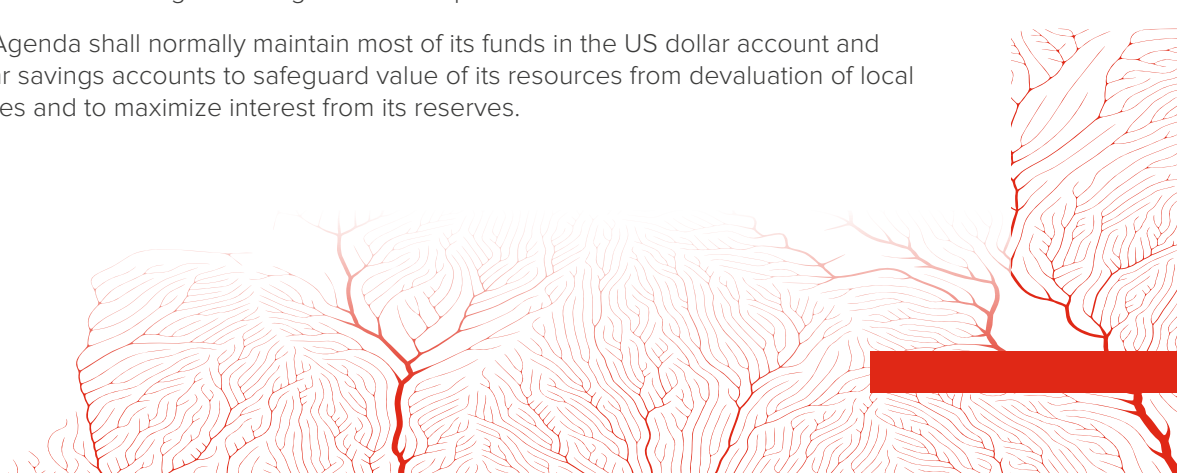 Agenda shall normally maintain most of its funds in the US dollar account and
savings accounts to safeguard value of its resources from devaluation of local
and to maximize interest from its reserves.